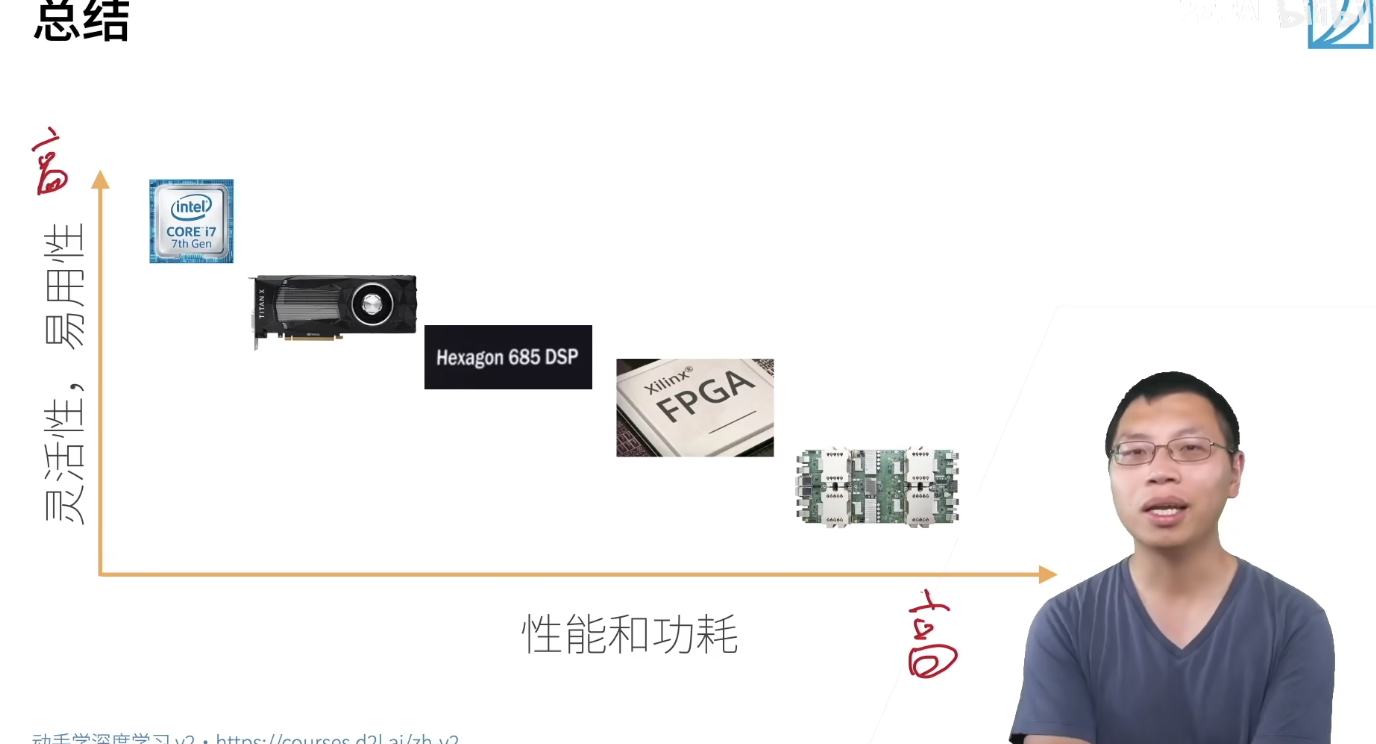 总结
高
灵活性，易用性
intel
CORE i7
7th Gen
TITAN X
Hexagon 685 DSP
Xilinx®
FPGA
性能和功耗
高
动手学深度学习 v2 • https://courses.d2l.ai/zh-v2
bilibili